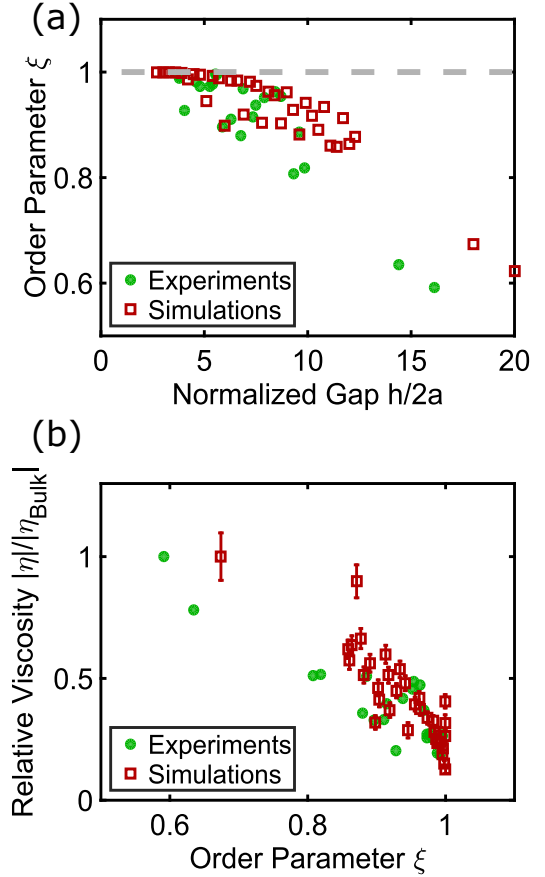 (a)
Order Parameter ξ
1
0.8
0.6
Experiments
Simulations
0 5 10 15 20
Normalized Gap h/2a
(b)
Relative Viscosity |η|/|η_Bulk|
1
0.5
0
Experiments
Simulations
0.6 0.8 1
Order Parameter ξ